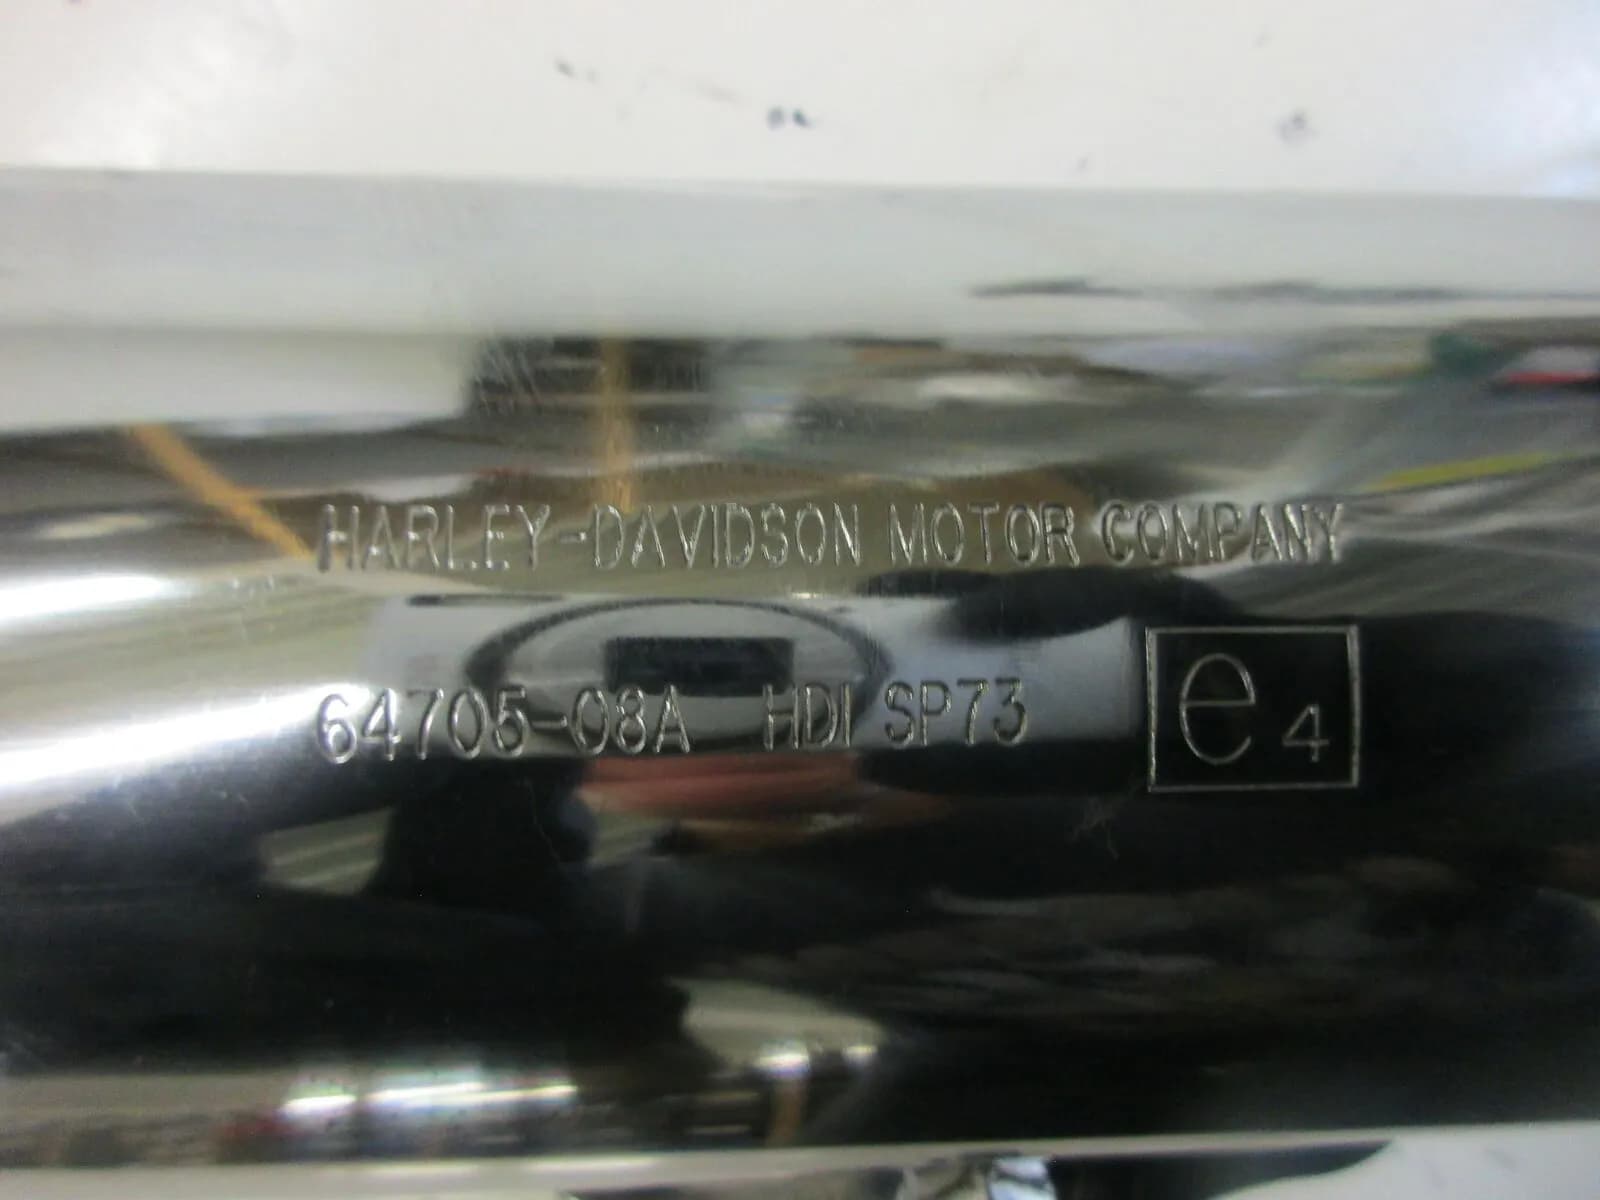 HARLEY-DAVIDSON MOTOR COMPANY
64705-08A HDI SP73 e4